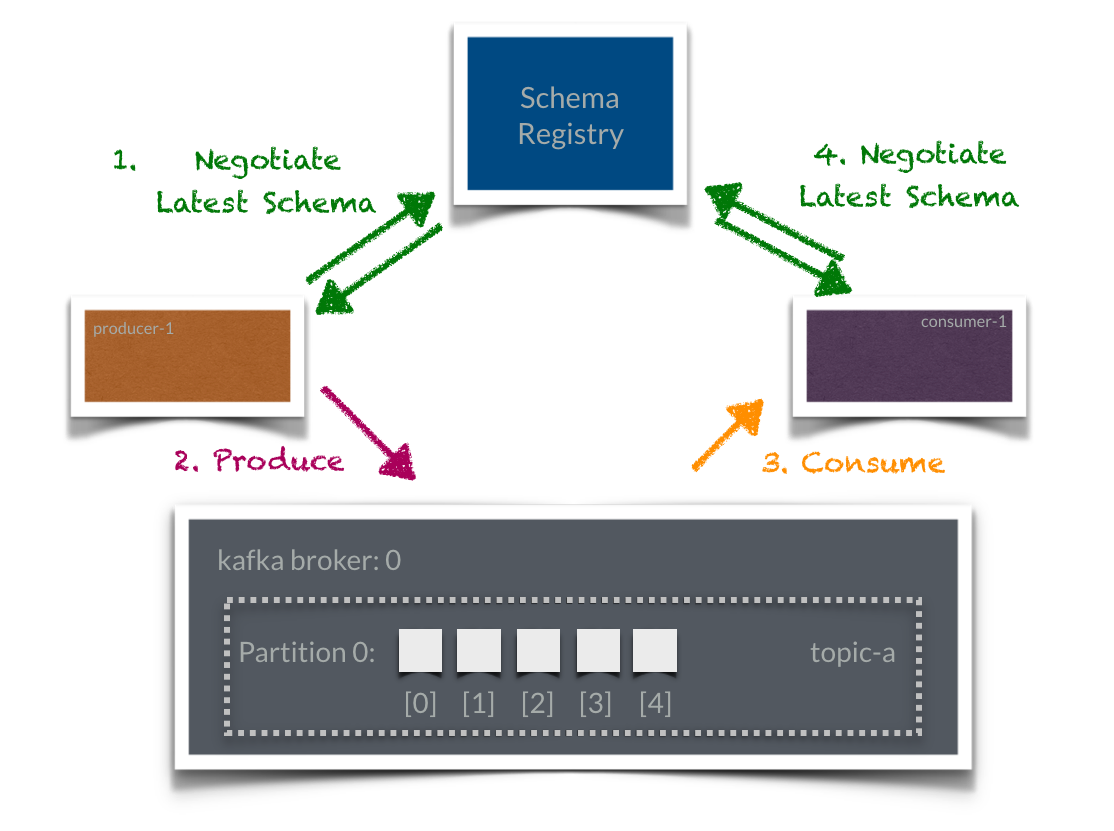 Schema
Registry
1. Negotiate
Latest Schema
4. Negotiate
Latest Schema
producer-1
consumer-1
2. Produce
3. Consume
kafka broker: 0
Partition 0:
topic-a
[0] [1] [2] [3] [4]